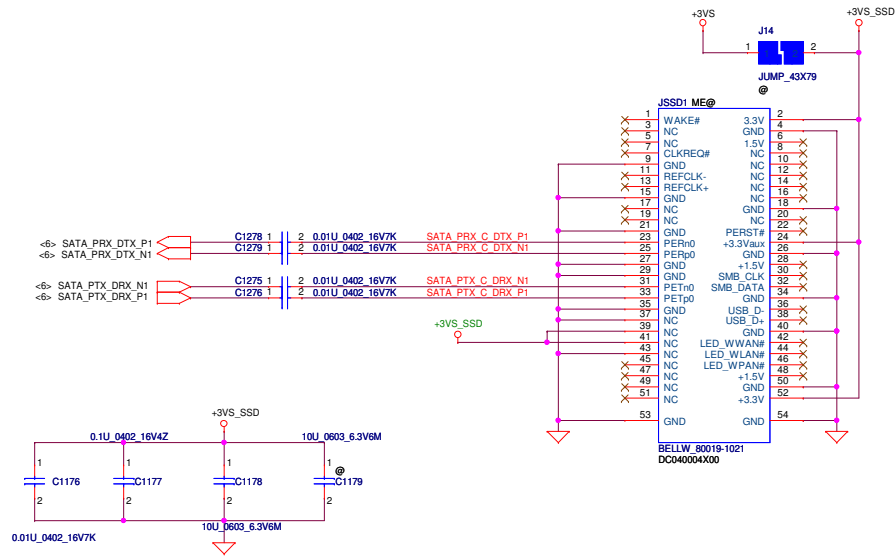 +3VS
+3VS_SSD
J14
1 2
JUMP_43X79
@
JSSD1 ME@
1 WAKE# 3.3V 2
3 NC GND 4
5 NC 1.5V 6
7 CLKREQ# NC 8
9 GND NC 10
11 REFCLK- NC 12
13 REFCLK+ NC 14
15 GND NC 16
17 NC GND 18
19 NC NC 20
21 GND PERST# 22
23 PERn0 +3.3Vaux 24
25 PERp0 GND 26
27 GND +1.5V 28
29 GND SMB_CLK 30
31 PETn0 SMB_DATA 32
33 PETp0 GND 34
35 GND USB_D- 36
37 NC USB_D+ 38
39 NC GND 40
41 NC LED_WWAN# 42
43 NC LED_WLAN# 44
45 NC LED_WPAN# 46
47 NC +1.5V 48
49 NC GND 50
51 NC +3.3V 52
53 GND GND 54
BELLW_80019-1021
DC040004X00
<6> SATA_PRX_DTX_P1 C1278 1 2 0.01U_0402_16V7K SATA_PRX_C_DTX_P1
<6> SATA_PRX_DTX_N1 C1279 1 2 0.01U_0402_16V7K SATA_PRX_C_DTX_N1
<6> SATA_PTX_DRX_N1 C1275 1 2 0.01U_0402_16V7K SATA_PTX_C_DRX_N1
<6> SATA_PTX_DRX_P1 C1276 1 2 0.01U_0402_16V7K SATA_PTX_C_DRX_P1
+3VS_SSD
+3VS_SSD
0.1U_0402_16V4Z 10U_0603_6.3V6M
1 1 1 1 @
C1176 C1177 C1178 C1179
2 2 2 2
0.01U_0402_16V7K 10U_0603_6.3V6M